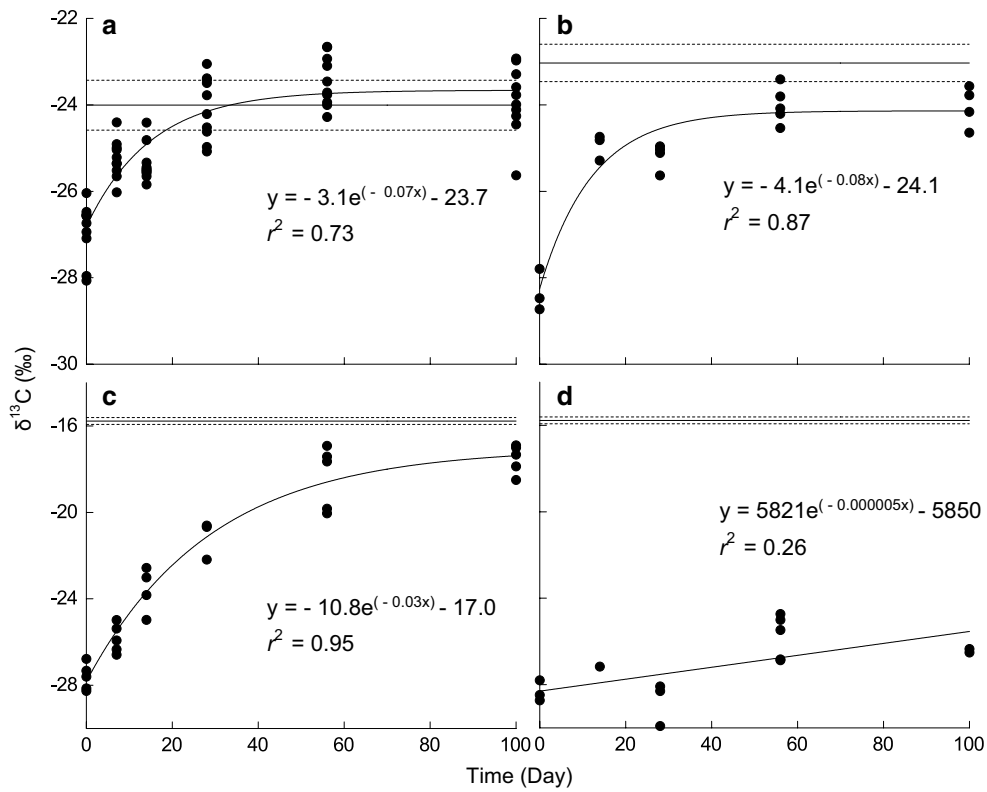 a
b
-22
-24
-26
-28
-30
y = - 3.1e^( - 0.07x) - 23.7
r² = 0.73
y = - 4.1e^( - 0.08x) - 24.1
r² = 0.87
δ¹³C (‰)
c
d
-16
-20
-24
-28
y = - 10.8e^( - 0.03x) - 17.0
r² = 0.95
y = 5821e^( - 0.000005x) - 5850
r² = 0.26
0 20 40 60 80 100 0 20 40 60 80 100
Time (Day)